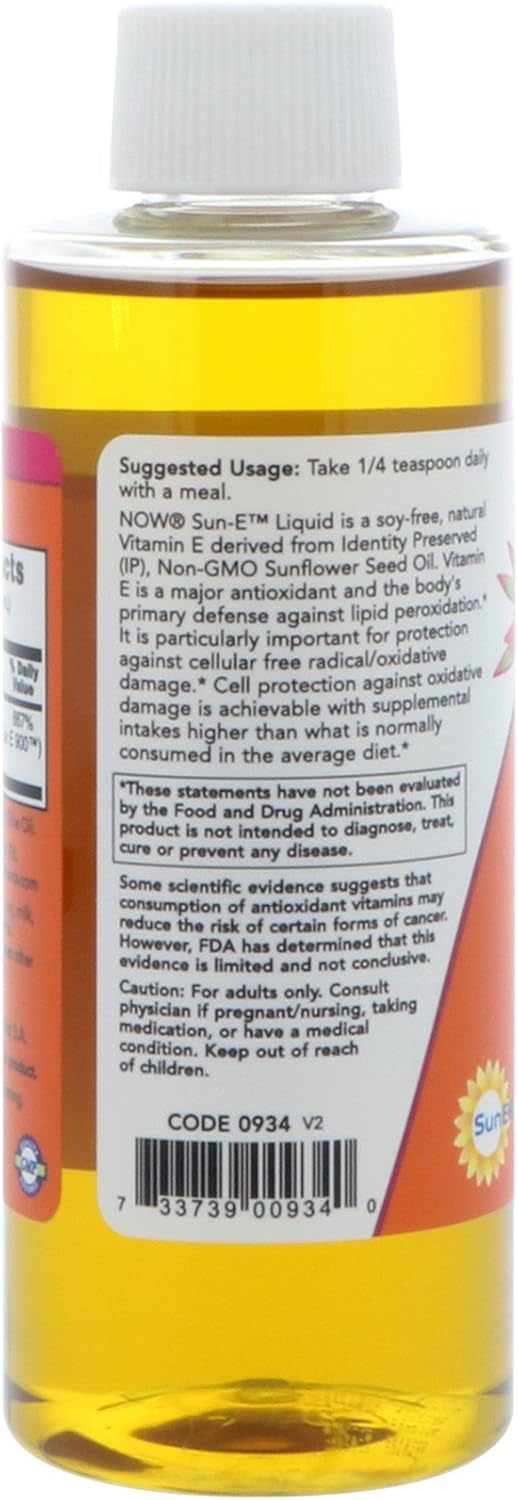 Suggested Usage: Take 1/4 teaspoon daily
with a meal.
NOW® Sun-E™ Liquid is a soy-free, natural
Vitamin E derived from Identity Preserved
(IP), Non-GMO Sunflower Seed Oil. Vitamin
E is a major antioxidant and the body's
primary defense against lipid peroxidation.*
It is particularly important for protection
against cellular free radical/oxidative
damage.* Cell protection against oxidative
damage is achievable with supplemental
intakes higher than what is normally
consumed in the average diet.*
*These statements have not been evaluated
by the Food and Drug Administration. This
product is not intended to diagnose, treat,
cure or prevent any disease.
Some scientific evidence suggests that
consumption of antioxidant vitamins may
reduce the risk of certain forms of cancer.
However, FDA has determined that this
evidence is limited and not conclusive.
Caution: For adults only. Consult
physician if pregnant/nursing, taking
medication, or have a medical
condition. Keep out of reach
of children.
CODE 0934 V2
7 33739 00934 0
% Daily
Value
667%
E 900™)
Oil.
milk,
other
product.
GMP
Sun